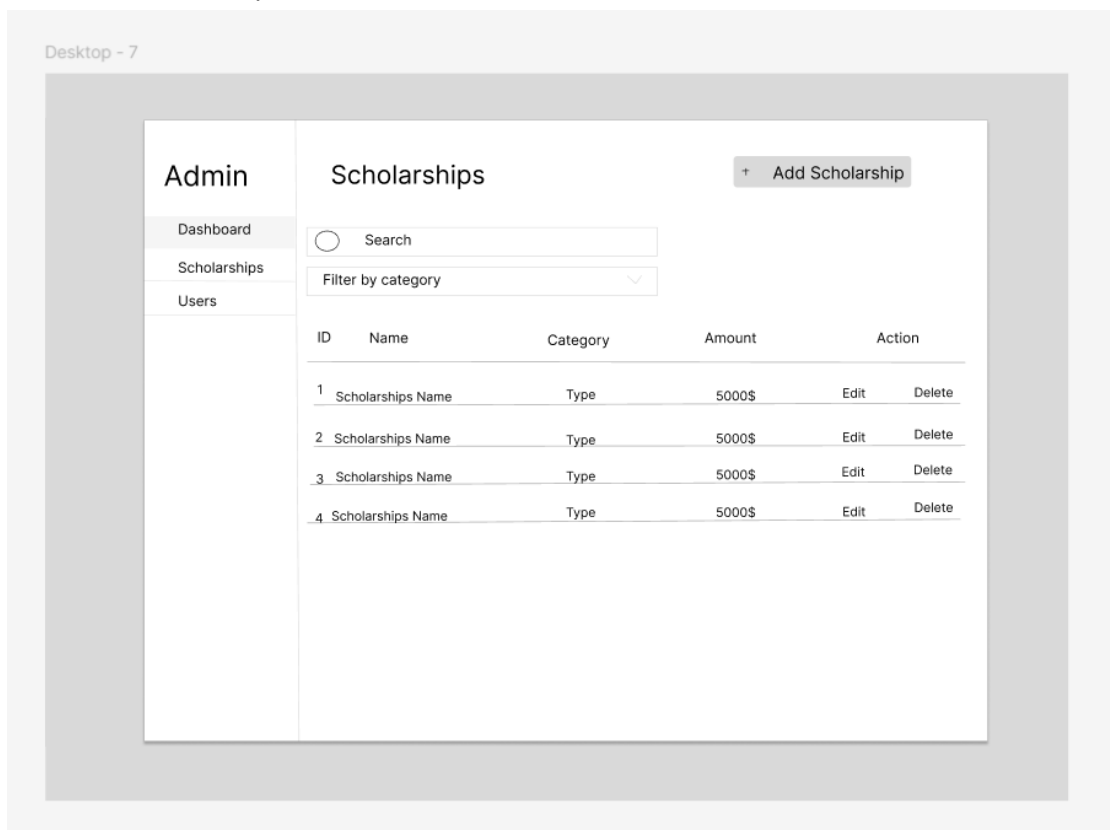 Desktop - 7
Admin
Scholarships
+ Add Scholarship
Dashboard
Scholarships
Users
Search
Filter by category
ID Name Category Amount Action
1 Scholarships Name Type 5000$ Edit Delete
2 Scholarships Name Type 5000$ Edit Delete
3 Scholarships Name Type 5000$ Edit Delete
4 Scholarships Name Type 5000$ Edit Delete